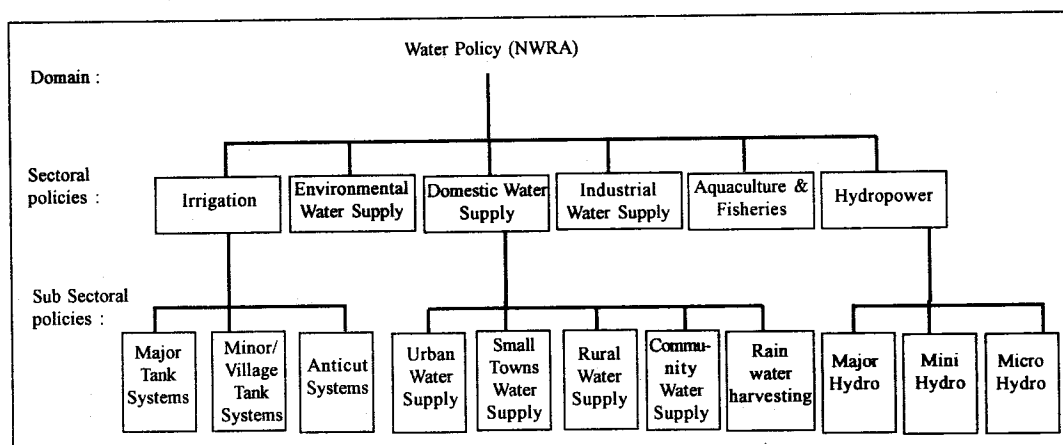 Water Policy (NWRA)
Domain :
Sectoral
policies :
Irrigation
Environmental
Water Supply
Domestic Water
Supply
Industrial
Water Supply
Aquaculture &
Fisheries
Hydropower
Sub Sectoral
policies :
Major
Tank
Systems
Minor/
Village
Tank
Systems
Anticut
Systems
Urban
Water
Supply
Small
Towns
Water
Supply
Rural
Water
Supply
Commu-
nity
Water
Supply
Rain
water
harvesting
Major
Hydro
Mini
Hydro
Micro
Hydro